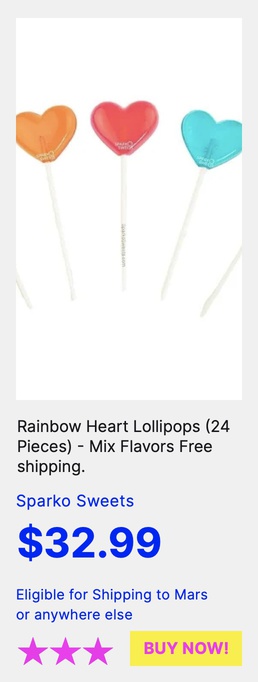 Rainbow Heart Lollipops (24
Pieces) - Mix Flavors Free
shipping.
Sparko Sweets
$32.99
Eligible for Shipping to Mars
or anywhere else
BUY NOW!